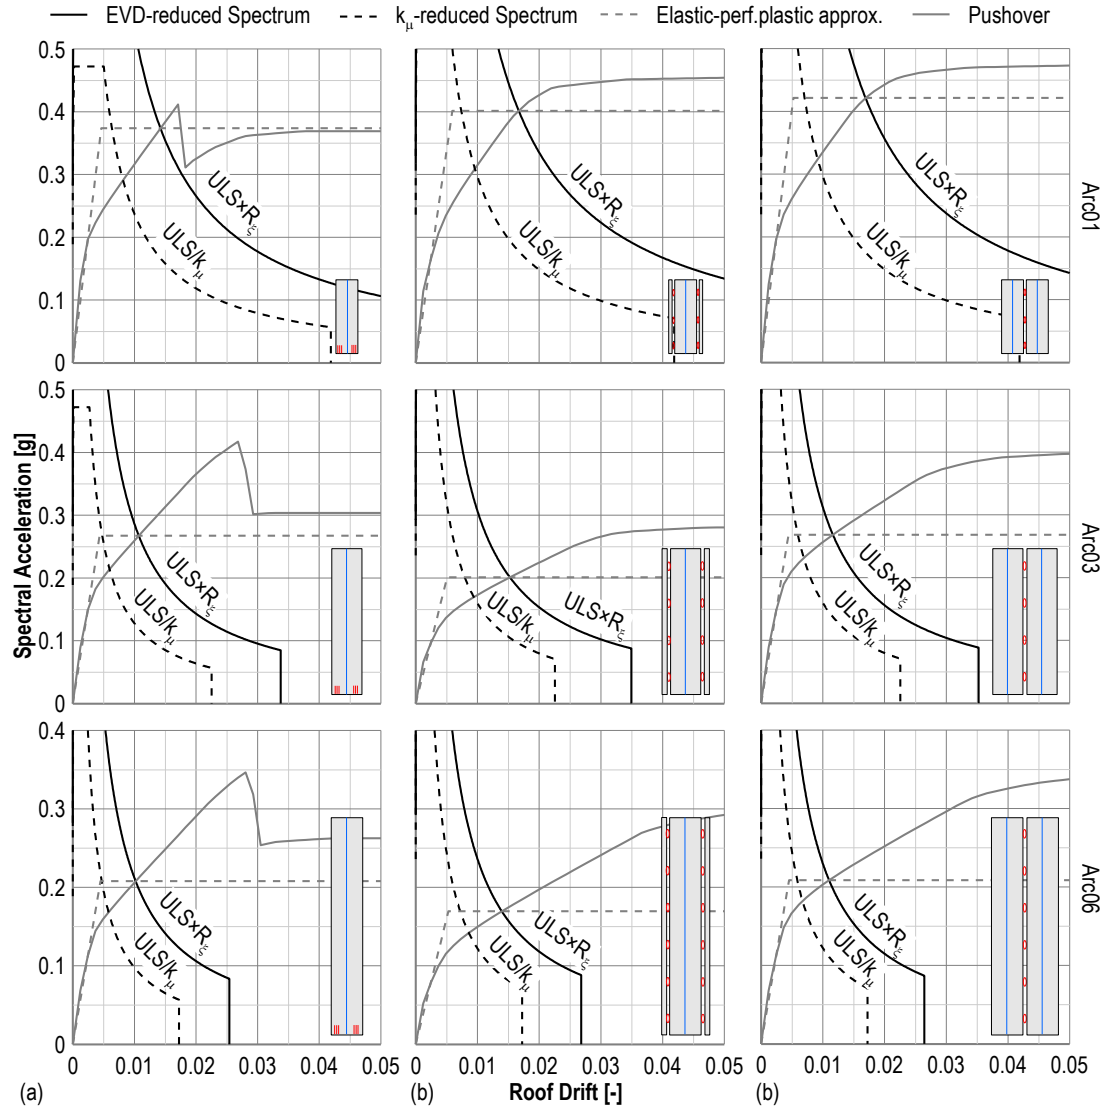 EVD-reduced Spectrum
kμ-reduced Spectrum
Elastic-perf.plastic approx.
Pushover
0.5
0.4
0.3
0.2
0.1
0
ULS×Rξ
ULS/kμ
ULS×Rξ
ULS/kμ
ULS×Rξ
ULS/kμ
Arc01
Spectral Acceleration [g]
0.5
0.4
0.3
0.2
0.1
0
ULS×Rξ
ULS/kμ
ULS×Rξ
ULS/kμ
ULS×Rξ
ULS/kμ
Arc03
0.4
0.3
0.2
0.1
0
ULS×Rξ
ULS/kμ
ULS×Rξ
ULS/kμ
ULS×Rξ
ULS/kμ
Arc06
0 0.01 0.02 0.03 0.04 0.05
0 0.01 0.02 0.03 0.04 0.05
0 0.01 0.02 0.03 0.04 0.05
(a)
(b)
Roof Drift [-]
(b)